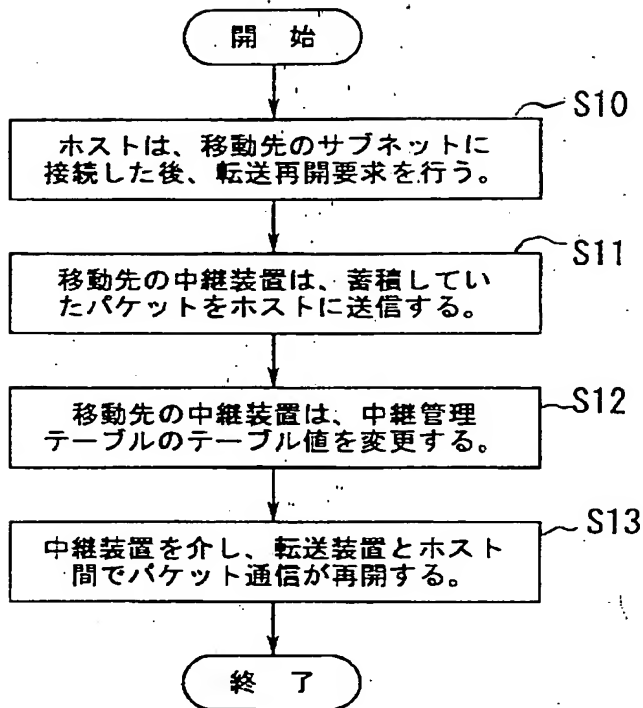 開 始
S10
ホストは、移動先のサブネットに
接続した後、転送再開要求を行う。
S11
移動先の中継装置は、蓄積してい
たパケットをホストに送信する。
S12
移動先の中継装置は、中継管理
テーブルのテーブル値を変更する。
S13
中継装置を介し、転送装置とホスト
間でパケット通信が再開する。
終 了